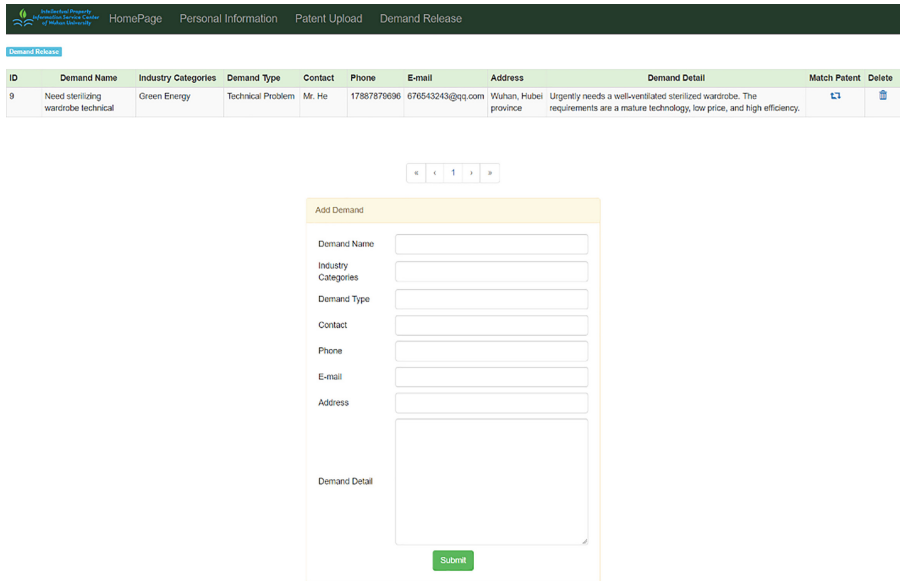 Intellectual Property
Information Service Center
of Wuhan University
HomePage Personal Information Patent Upload Demand Release
Demand Release
ID Demand Name Industry Categories Demand Type Contact Phone E-mail Address Demand Detail Match Patent Delete
9 Need sterilizing Green Energy Technical Problem Mr. He 17887879696 676543243@qq.com Wuhan, Hubei Urgently needs a well-ventilated sterilized wardrobe. The
wardrobe technical province requirements are a mature technology, low price, and high efficiency.
« ‹ 1 › »
Add Demand
Demand Name
Industry
Categories
Demand Type
Contact
Phone
E-mail
Address
Demand Detail
Submit